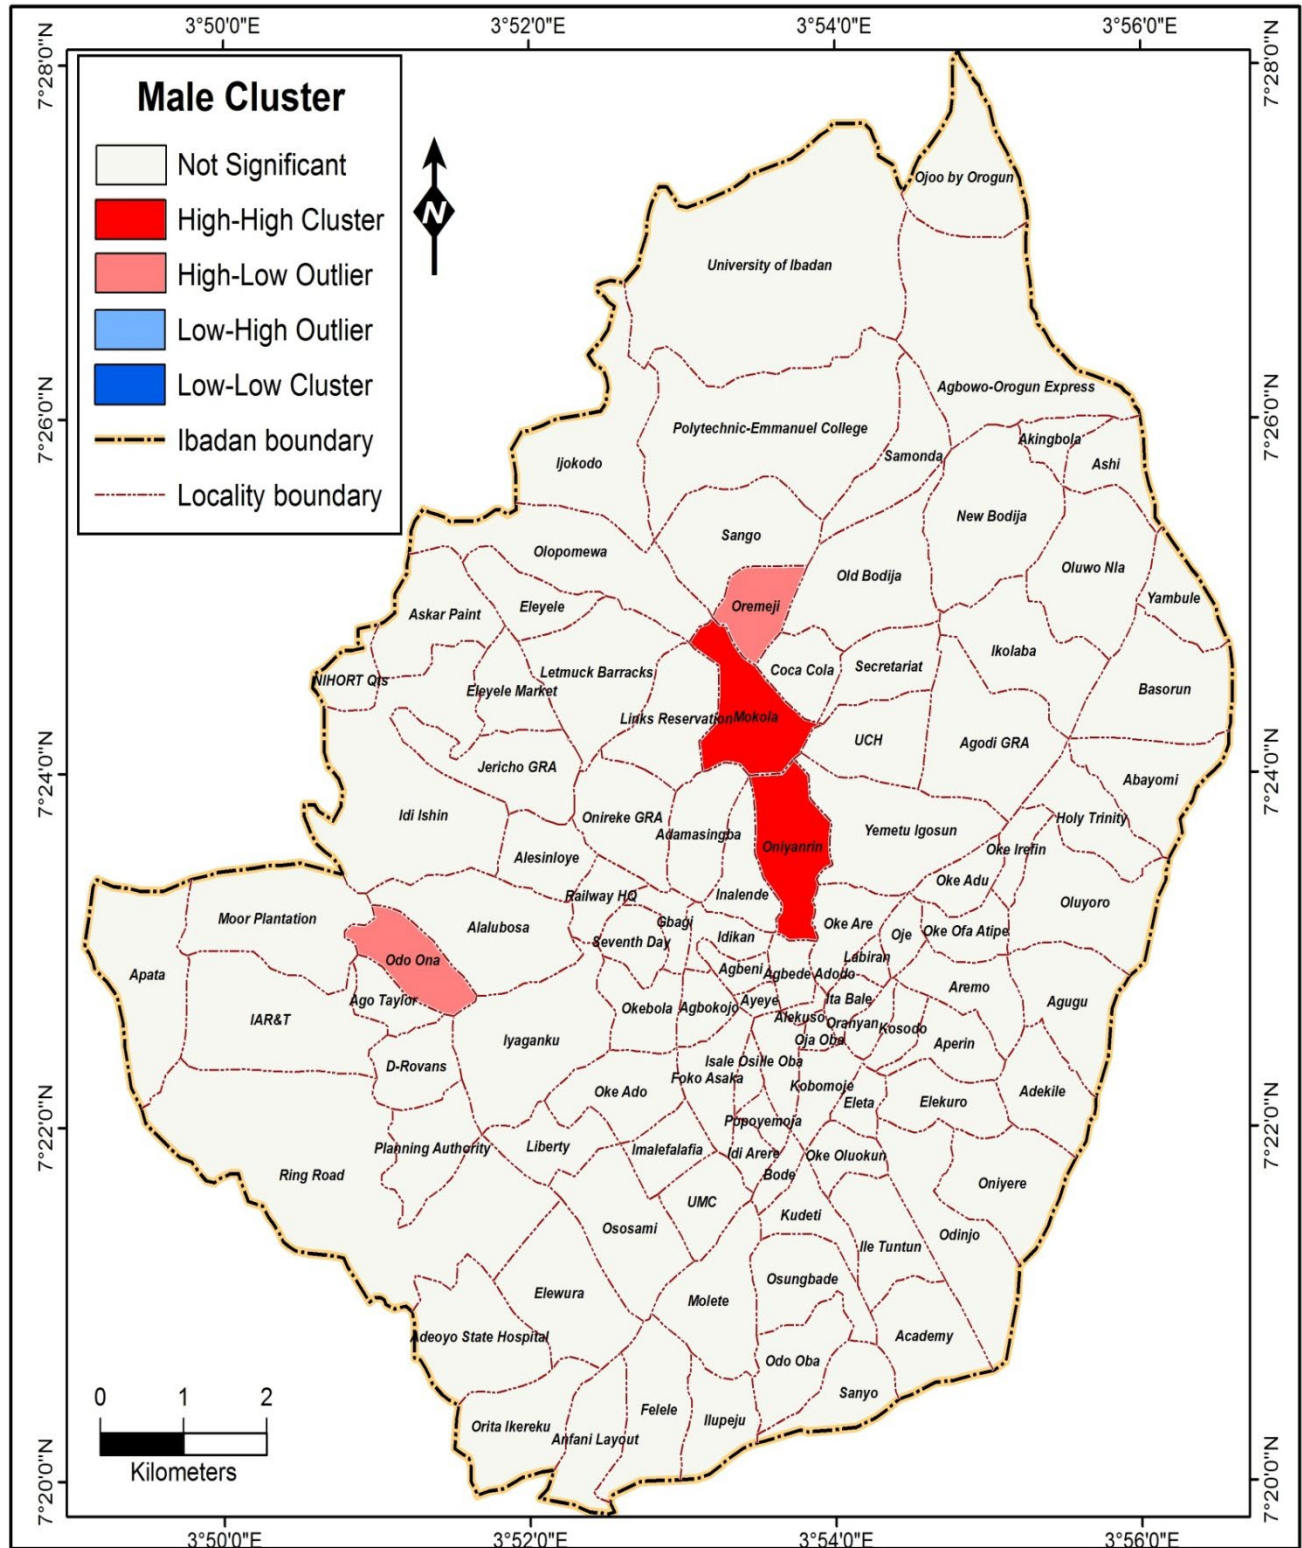 3°50'0"E
3°52'0"E
3°54'0"E
3°56'0"E
7°28'0"N
7°28'0"N
Male Cluster
Not Significant
High-High Cluster
High-Low Outlier
Low-High Outlier
Low-Low Cluster
Ibadan boundary
Locality boundary
N
Ojoo by Orogun
University of Ibadan
Agbowo-Orogun Express
7°26'0"N
7°26'0"N
Polytechnic-Emmanuel College
Akingbola
Samonda
Ijokodo
Ashi
New Bodija
Sango
Olopomewa
Oluwo Nla
Old Bodija
Yambule
Eleyele
Oremeji
Askar Paint
Ikolaba
Secretariat
Coca Cola
Letmuck Barracks
NIHORT Qts
Eleyele Market
Basorun
Links Reservation
Mokola
UCH
Agodi GRA
7°24'0"N
7°24'0"N
Jericho GRA
Abayomi
Idi Ishin
Onireke GRA
Holy Trinity
Adamasingba
Yemetu Igosun
Oniyanrin
Oke Irefin
Alesinloye
Oke Adu
Railway HQ
Inalende
Oluyoro
Moor Plantation
Gbagi
Oke Are
Alalubosa
Oke Ofa Atipe
Oje
Seventh Day
Idikan
Labiran
Odo Ona
Agbeni
Agbede Adodo
Apata
Aremo
Ago Taylor
Ayeye
Ita Bale
Agugu
Okebola
Agbokojo
IAR&T
Alekuso
Oranyan
Kosodo
Iyaganku
Oja Oba
Aperin
Isale Osille Oba
D-Rovans
Foko Asaka
Kobomoje
Oke Ado
Adekile
Eleta
Elekuro
7°22'0"N
7°22'0"N
Popoyemoja
Planning Authority
Liberty
Imalefalafia
Idi Arere
Oke Oluokun
Ring Road
Bode
Oniyere
UMC
Kudeti
Ososami
Odinjo
Ile Tuntun
Osungbade
Elewura
Molete
Adeoyo State Hospital
Academy
Odo Oba
Sanyo
0 1 2
Kilometers
Felele
Ilupeju
Orita Ikereku
Anfani Layout
7°20'0"N
7°20'0"N
3°50'0"E
3°52'0"E
3°54'0"E
3°56'0"E